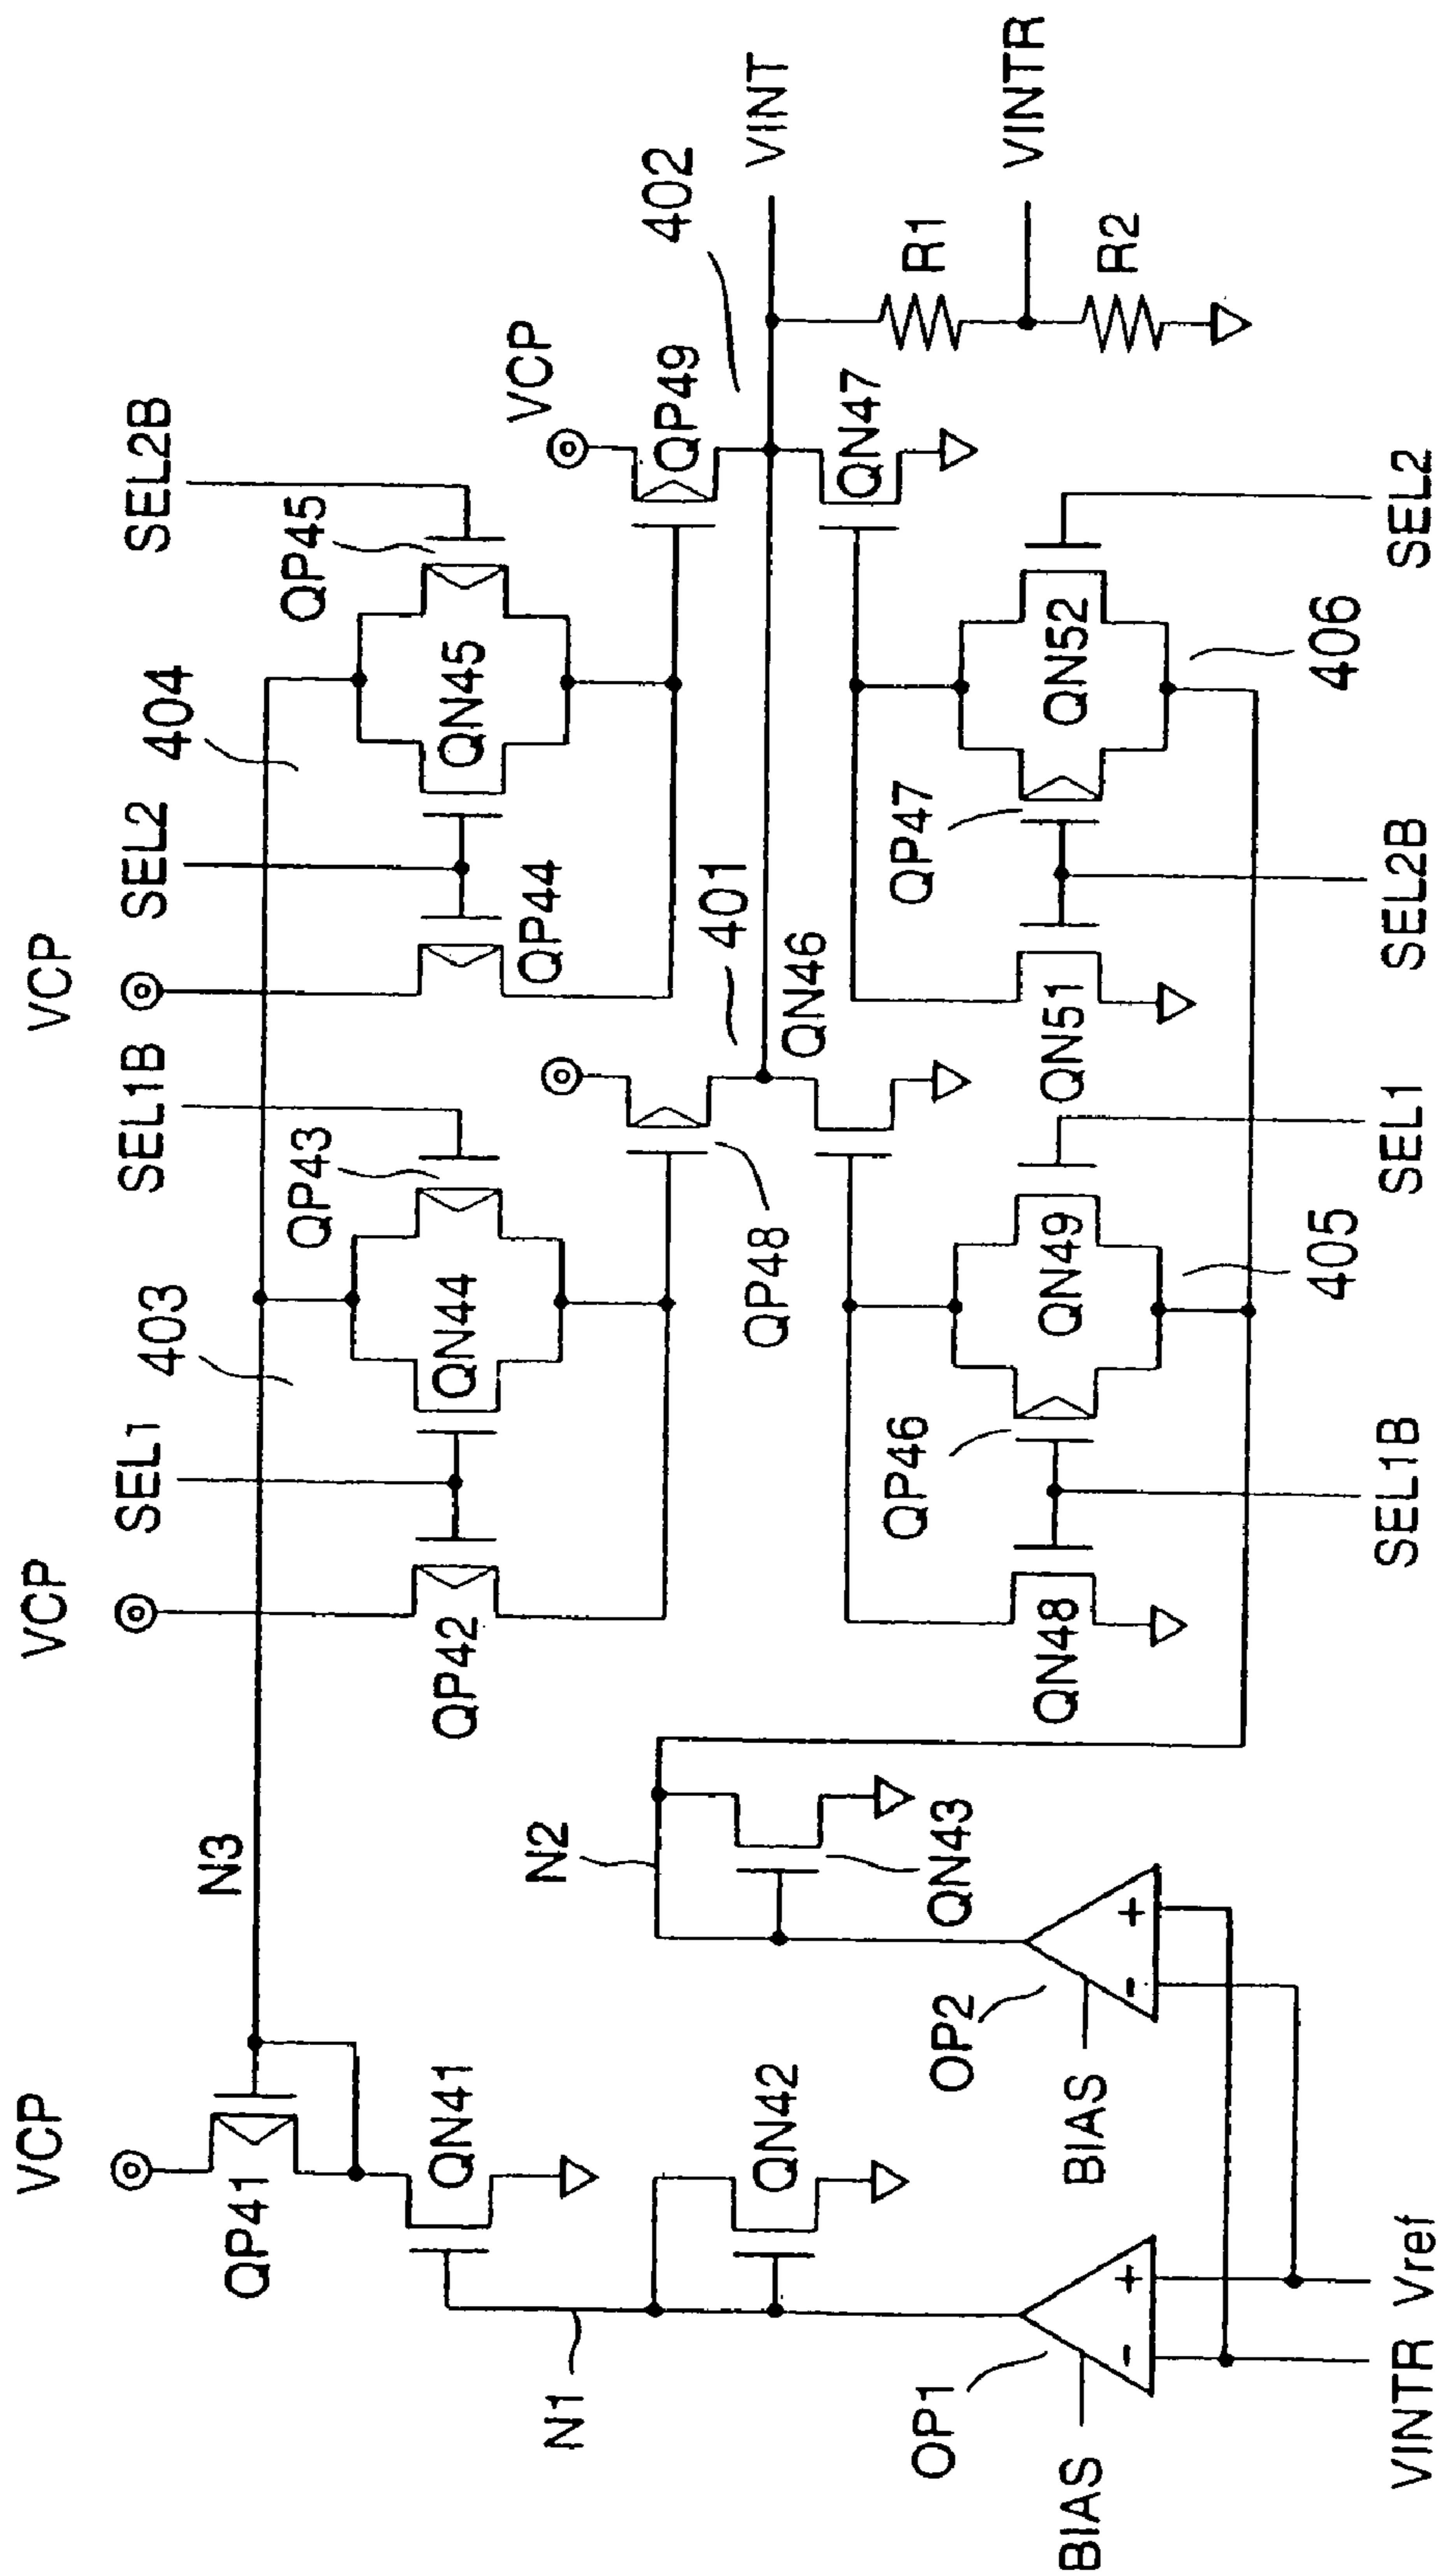 VCP
VCP
VCP
SEL1
SEL1B
SEL2
SEL2B
N3
403
404
QP41
QP42
QN44
QP43
QP44
QN45
QP45
VCP
QN41
N1
N2
QP48
401
QP49
402
QN42
QN43
QN46
QN47
VINT
OP1
OP2
BIAS
BIAS
QP46
QN48
QN49
405
QP47
QN51
QN52
406
R1
R2
VINTR
VINTR
Vref
SEL1B
SEL1
SEL2B
SEL2
+
-
+
-